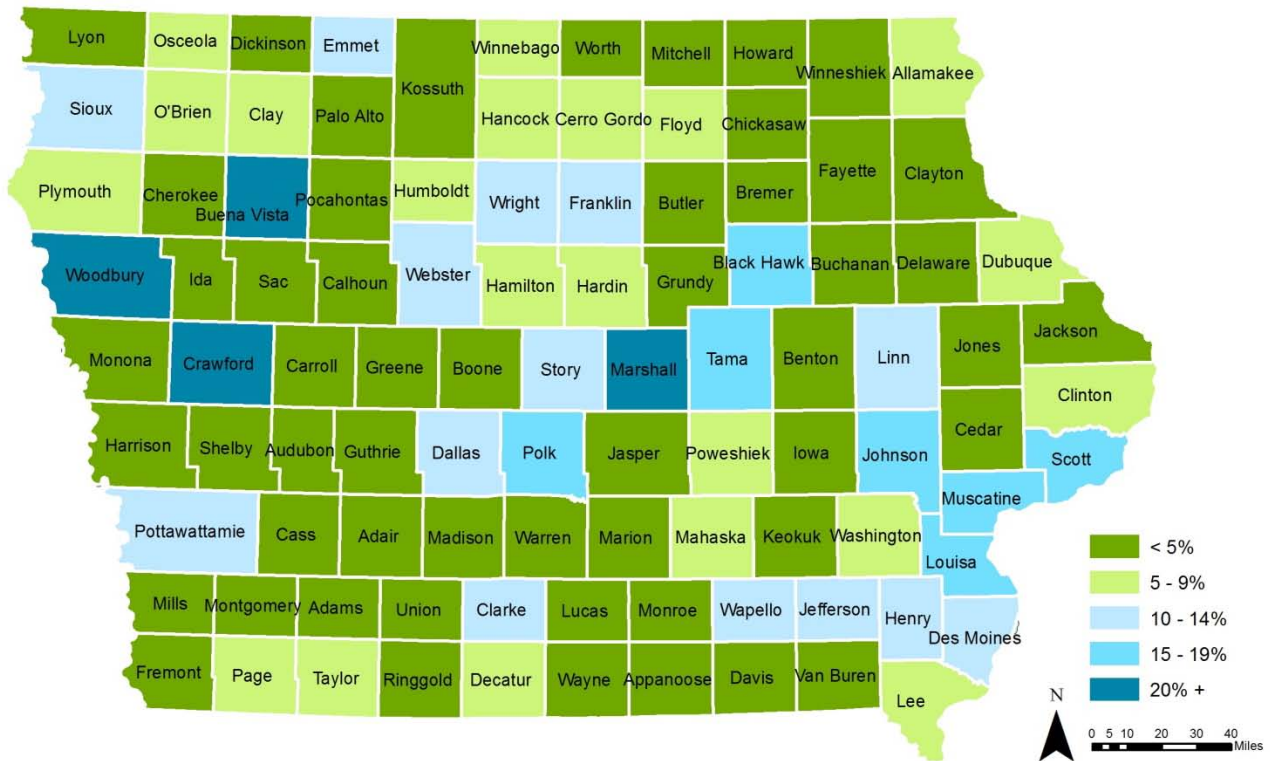 Lyon
Osceola
Dickinson
Emmet
Kossuth
Winnebago
Worth
Mitchell
Howard
Winneshiek
Allamakee
Sioux
O'Brien
Clay
Palo Alto
Hancock
Cerro Gordo
Floyd
Chickasaw
Plymouth
Cherokee
Buena Vista
Pocahontas
Humboldt
Wright
Franklin
Butler
Bremer
Fayette
Clayton
Woodbury
Ida
Sac
Calhoun
Webster
Hamilton
Hardin
Grundy
Black Hawk
Buchanan
Delaware
Dubuque
Monona
Crawford
Carroll
Greene
Boone
Story
Marshall
Tama
Benton
Linn
Jones
Jackson
Clinton
Harrison
Shelby
Audubon
Guthrie
Dallas
Polk
Jasper
Poweshiek
Iowa
Johnson
Cedar
Scott
Muscatine
Pottawattamie
Cass
Adair
Madison
Warren
Marion
Mahaska
Keokuk
Washington
Louisa
Mills
Montgomery
Adams
Union
Clarke
Lucas
Monroe
Wapello
Jefferson
Henry
Des Moines
Fremont
Page
Taylor
Ringgold
Decatur
Wayne
Appanoose
Davis
Van Buren
Lee
< 5%
5 - 9%
10 - 14%
15 - 19%
20% +
N
0 5 10 20 30 40
Miles